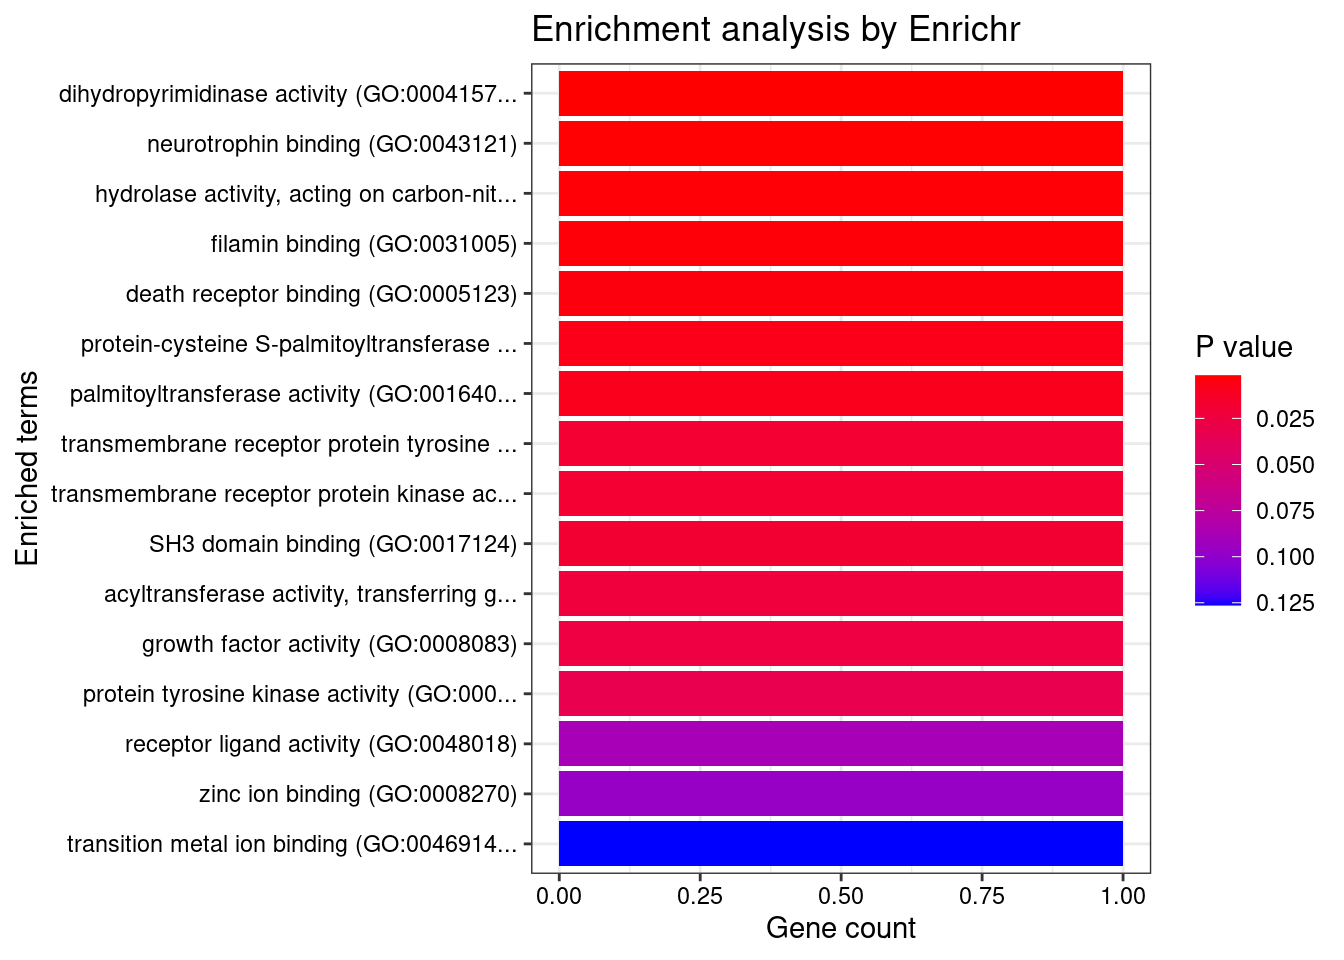 Enrichment analysis by Enrichr
dihydropyrimidinase activity (GO:0004157...
neurotrophin binding (GO:0043121)
hydrolase activity, acting on carbon-nit...
filamin binding (GO:0031005)
death receptor binding (GO:0005123)
protein-cysteine S-palmitoyltransferase ...
palmitoyltransferase activity (GO:001640...
transmembrane receptor protein tyrosine ...
transmembrane receptor protein kinase ac...
SH3 domain binding (GO:0017124)
acyltransferase activity, transferring g...
growth factor activity (GO:0008083)
protein tyrosine kinase activity (GO:000...
receptor ligand activity (GO:0048018)
zinc ion binding (GO:0008270)
transition metal ion binding (GO:0046914...
Enriched terms
0.00 0.25 0.50 0.75 1.00
Gene count
P value
0.025
0.050
0.075
0.100
0.125